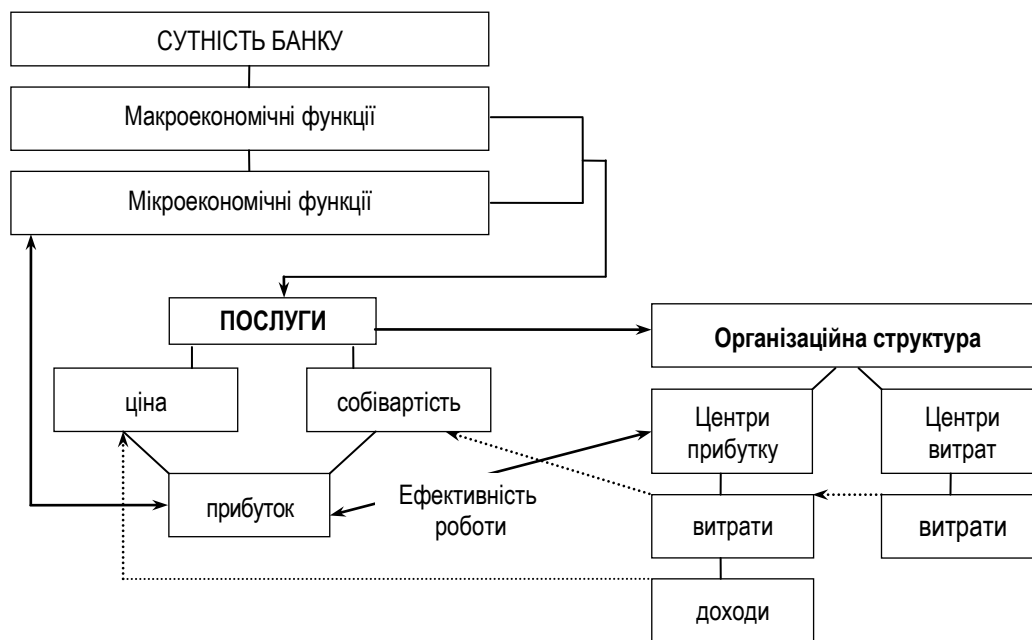 СУТНІСТЬ БАНКУ
Макроекономічні функції
Мікроекономічні функції
ПОСЛУГИ
Організаційна структура
ціна
собівартість
Центри
прибутку
Центри
витрат
прибуток
Ефективність
роботи
витрати
витрати
доходи